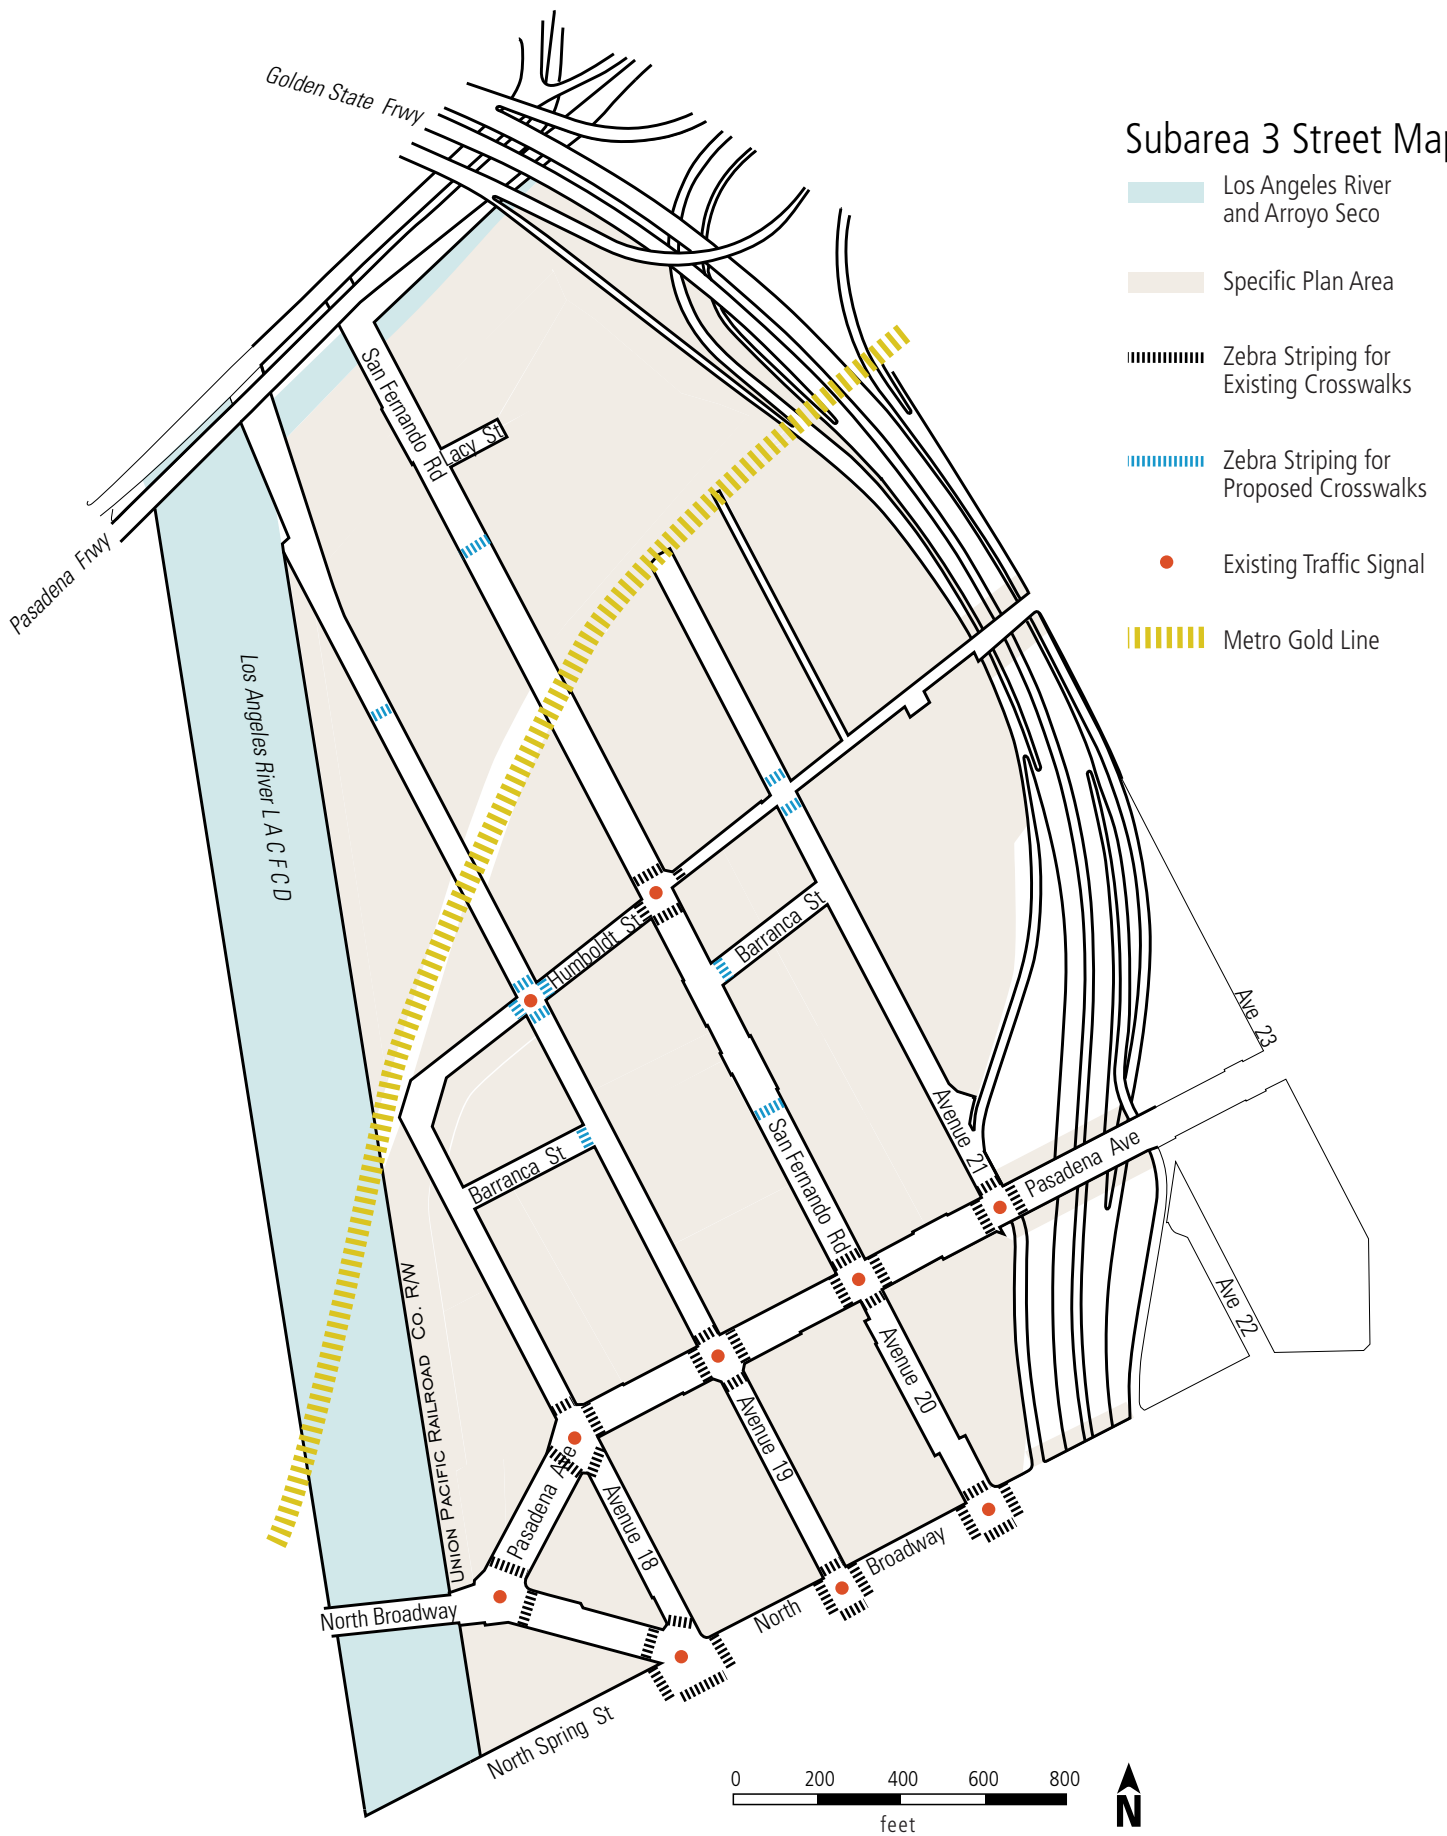 Golden State Frwy
Subarea 3 Street Map
Los Angeles River
and Arroyo Seco
Specific Plan Area
Zebra Striping for
Existing Crosswalks
Zebra Striping for
Proposed Crosswalks
Existing Traffic Signal
Metro Gold Line
San Fernando Rd
Lacy St
Pasadena Frwy
Los Angeles River L A C F C D
Humboldt St
Barranca St
Ave 23
Avenue 21
Pasadena Ave
Barranca St
San Fernando Rd
UNION PACIFIC RAILROAD CO. R/W
Ave 22
Avenue 20
Avenue 19
Pasadena Ave
Avenue 18
North Broadway
North Broadway
North Spring St
0 200 400 600 800
feet
N